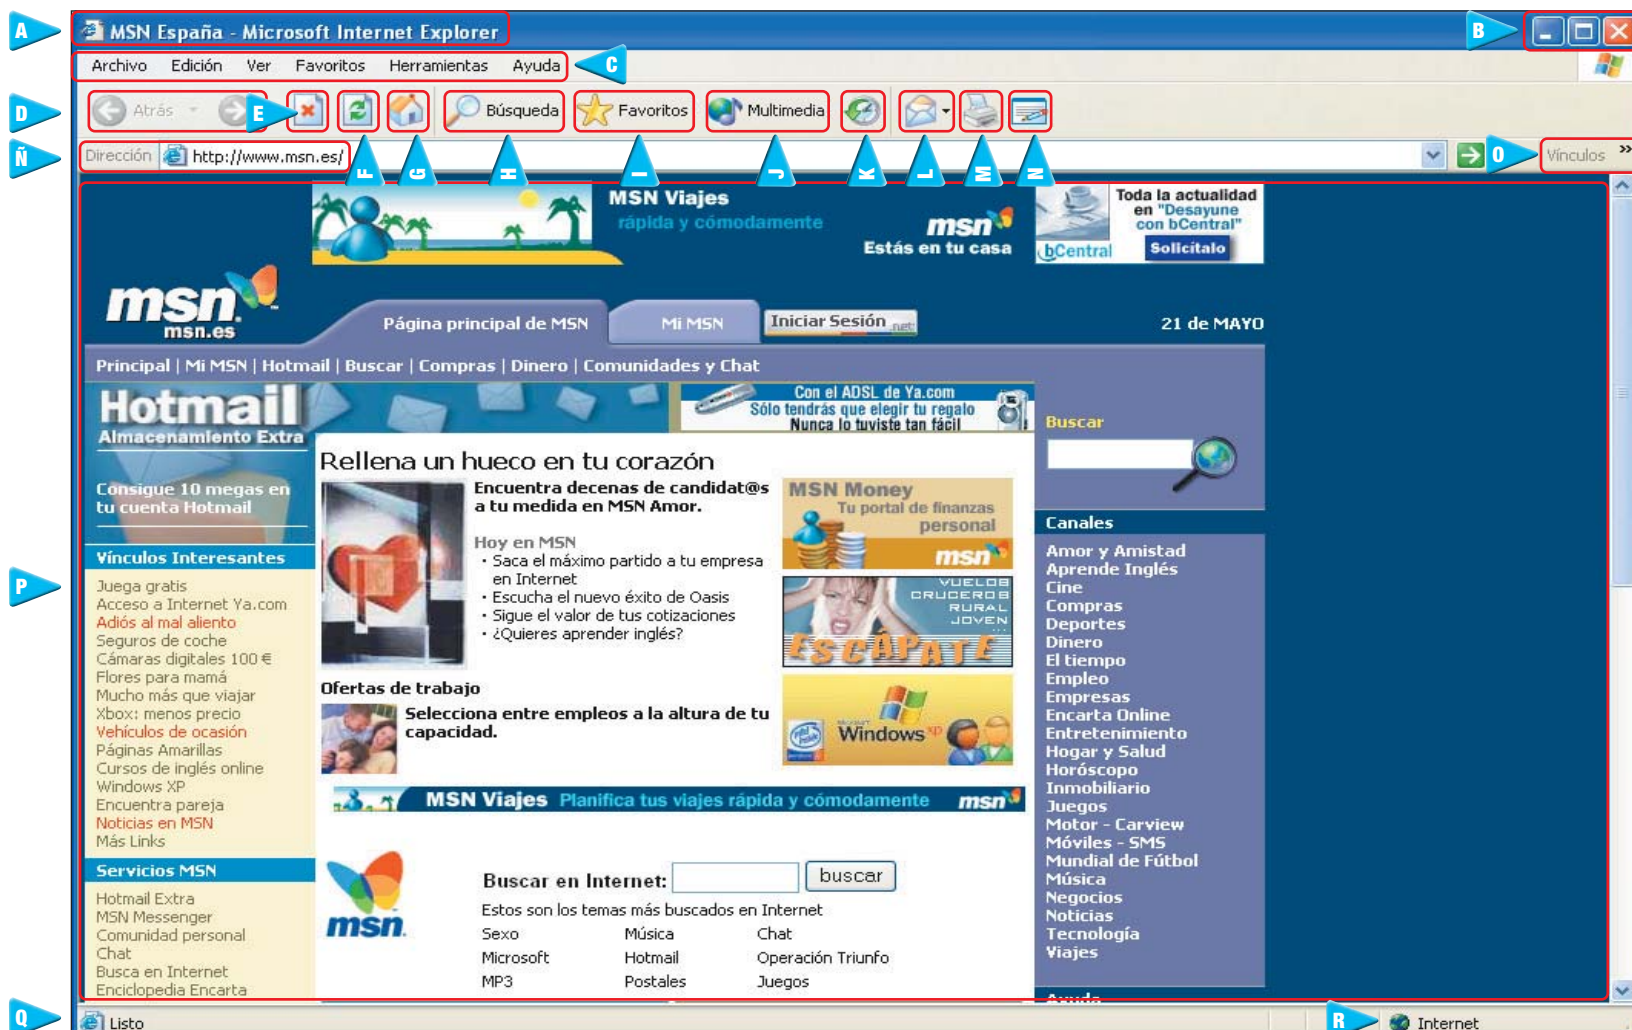 A
MSN España - Microsoft Internet Explorer
B
Archivo Edición Ver Favoritos Herramientas Ayuda
C
D
Atrás
E
Búsqueda
Favoritos
Multimedia
Ñ
Dirección
http://www.msn.es/
F
G
H
I
J
K
L
M
N
O
Vínculos »
MSN Viajes
rápida y cómodamente
msn
Estás en tu casa
Toda la actualidad
en "Desayune
con bCentral"
bCentral
Solicítalo
msn.
msn.es
Página principal de MSN
Mi MSN
Iniciar Sesión .net
21 de MAYO
Principal | Mi MSN | Hotmail | Buscar | Compras | Dinero | Comunidades y Chat
Hotmail
Almacenamiento Extra
Consigue 10 megas en
tu cuenta Hotmail
Con el ADSL de Ya.com
Sólo tendrás que elegir tu regalo
Nunca lo tuviste tan fácil
Buscar
P
Vínculos Interesantes
Juega gratis
Acceso a Internet Ya.com
Adiós al mal aliento
Seguros de coche
Cámaras digitales 100 €
Flores para mamá
Mucho más que viajar
Xbox: menos precio
Vehículos de ocasión
Páginas Amarillas
Cursos de inglés online
Windows XP
Encuentra pareja
Noticias en MSN
Más Links
Servicios MSN
Hotmail Extra
MSN Messenger
Comunidad personal
Chat
Busca en Internet
Enciclopedia Encarta
Rellena un hueco en tu corazón
Encuentra decenas de candidat@s
a tu medida en MSN Amor.
Hoy en MSN
· Saca el máximo partido a tu empresa
en Internet
· Escucha el nuevo éxito de Oasis
· Sigue el valor de tus cotizaciones
· ¿Quieres aprender inglés?
Ofertas de trabajo
Selecciona entre empleos a la altura de tu
capacidad.
MSN Money
Tu portal de finanzas
personal
msn
VUELOS
CRUCEROS
RURAL
JOVEN
...
ESCÁPATE
Windows xp
MSN Viajes Planifica tus viajes rápida y cómodamente msn
msn.
Buscar en Internet:
buscar
Estos son los temas más buscados en Internet
Sexo Música Chat
Microsoft Hotmail Operación Triunfo
MP3 Postales Juegos
Canales
Amor y Amistad
Aprende Inglés
Cine
Compras
Deportes
Dinero
El tiempo
Empleo
Empresas
Encarta Online
Entretenimiento
Hogar y Salud
Horóscopo
Inmobiliario
Juegos
Motor - Carview
Móviles - SMS
Mundial de Fútbol
Música
Negocios
Noticias
Tecnología
Viajes
Ayuda
Q
Listo
R
Internet